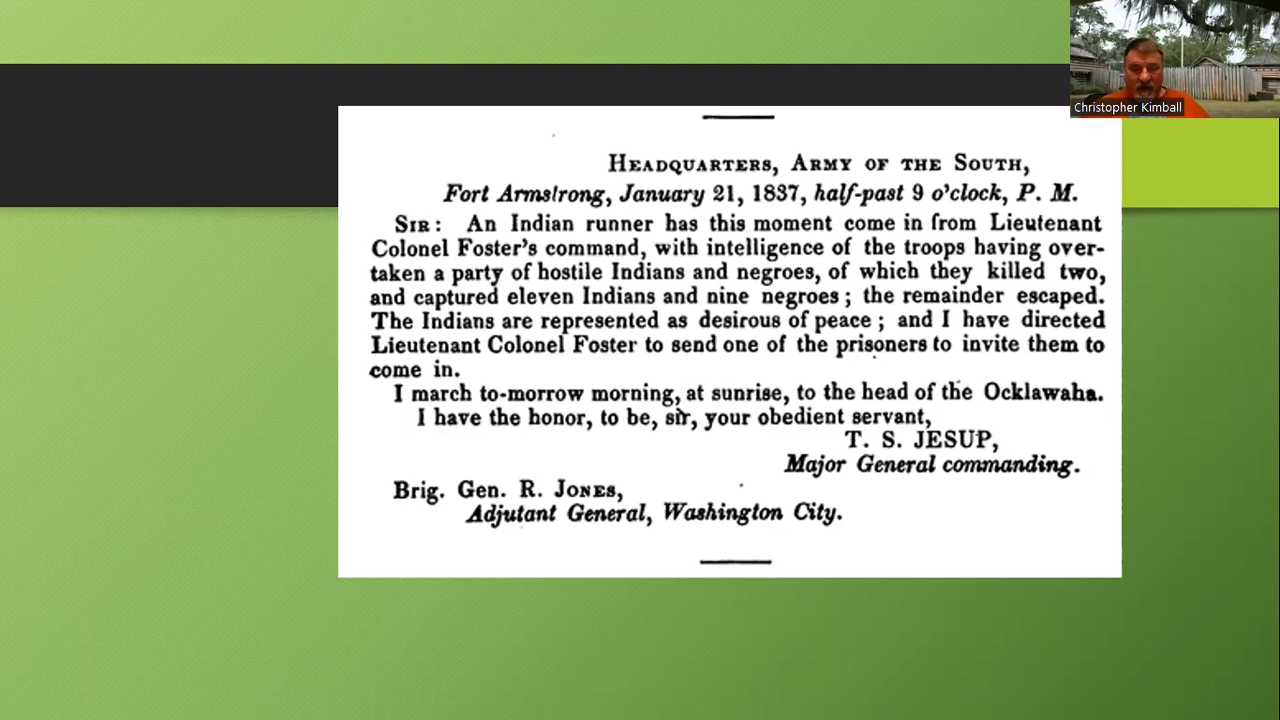 Christopher Kimball
HEADQUARTERS, ARMY OF THE SOUTH,
Fort Armstrong, January 21, 1837, half-past 9 o'clock, P. M.
SIR: An Indian runner has this moment come in from Lieutenant
Colonel Foster's command, with intelligence of the troops having over-
taken a party of hostile Indians and negroes, of which they killed two,
and captured eleven Indians and nine negroes; the remainder escaped.
The Indians are represented as desirous of peace; and I have directed
Lieutenant Colonel Foster to send one of the prisoners to invite them to
come in.
I march to-morrow morning, at sunrise, to the head of the Ocklawaha.
I have the honor, to be, sir, your obedient servant,
T. S. JESUP,
Major General commanding.
Brig. Gen. R. JONES,
Adjutant General, Washington City.